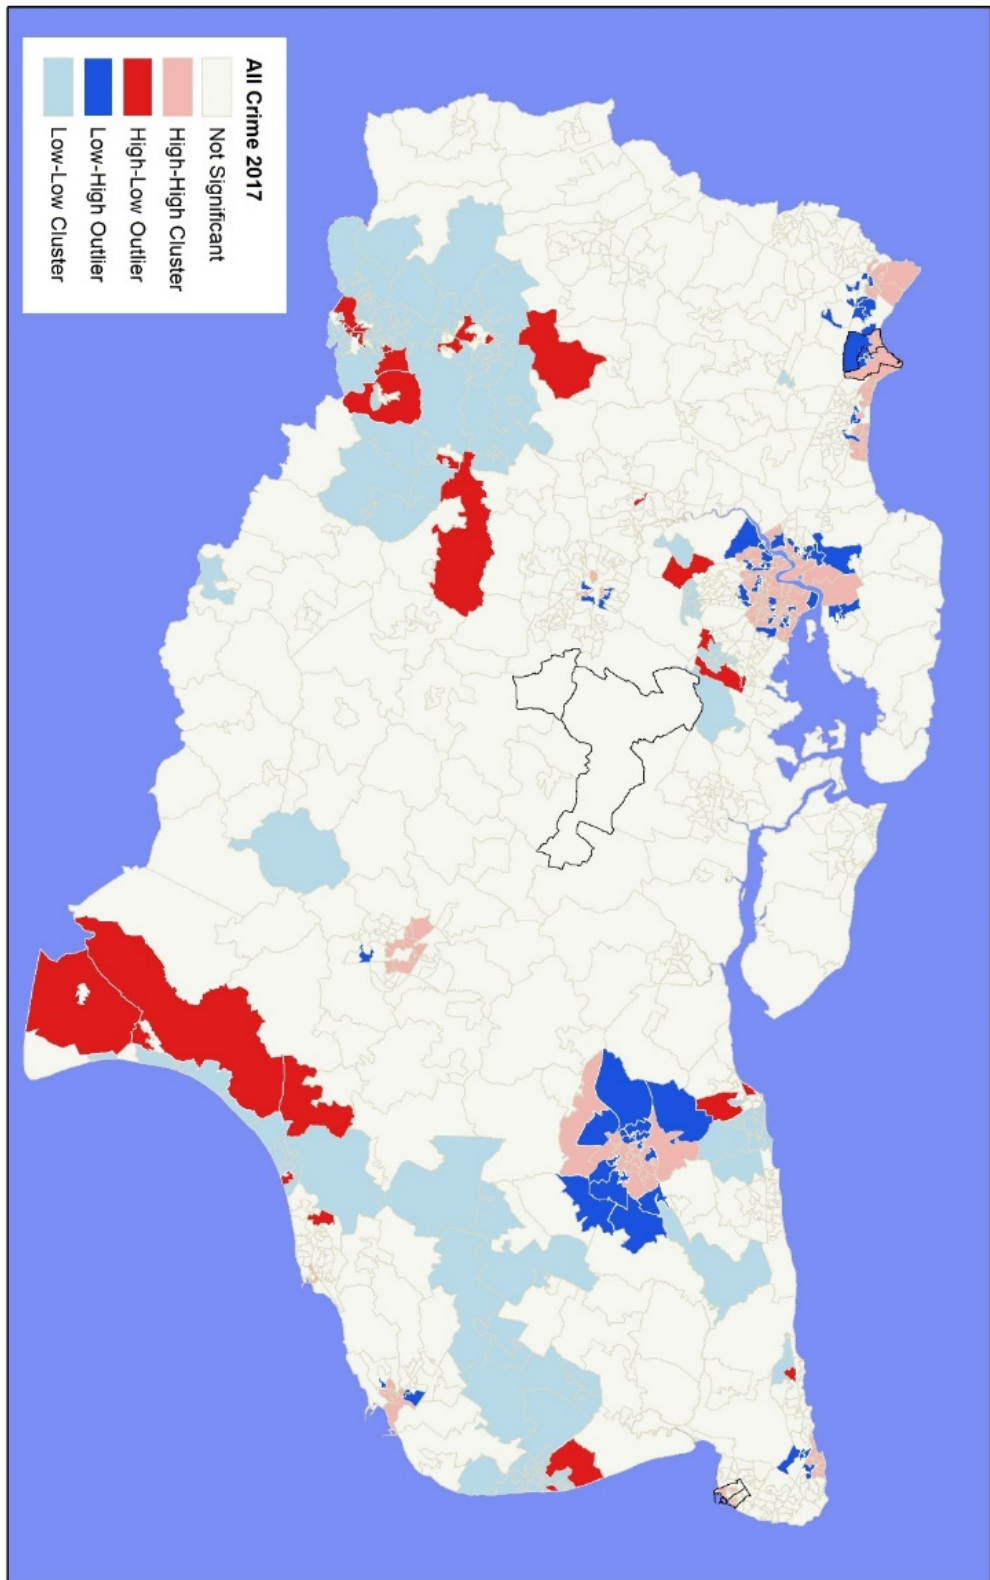 All Crime 2017
Not Significant
High-High Cluster
High-Low Outlier
Low-High Outlier
Low-Low Cluster